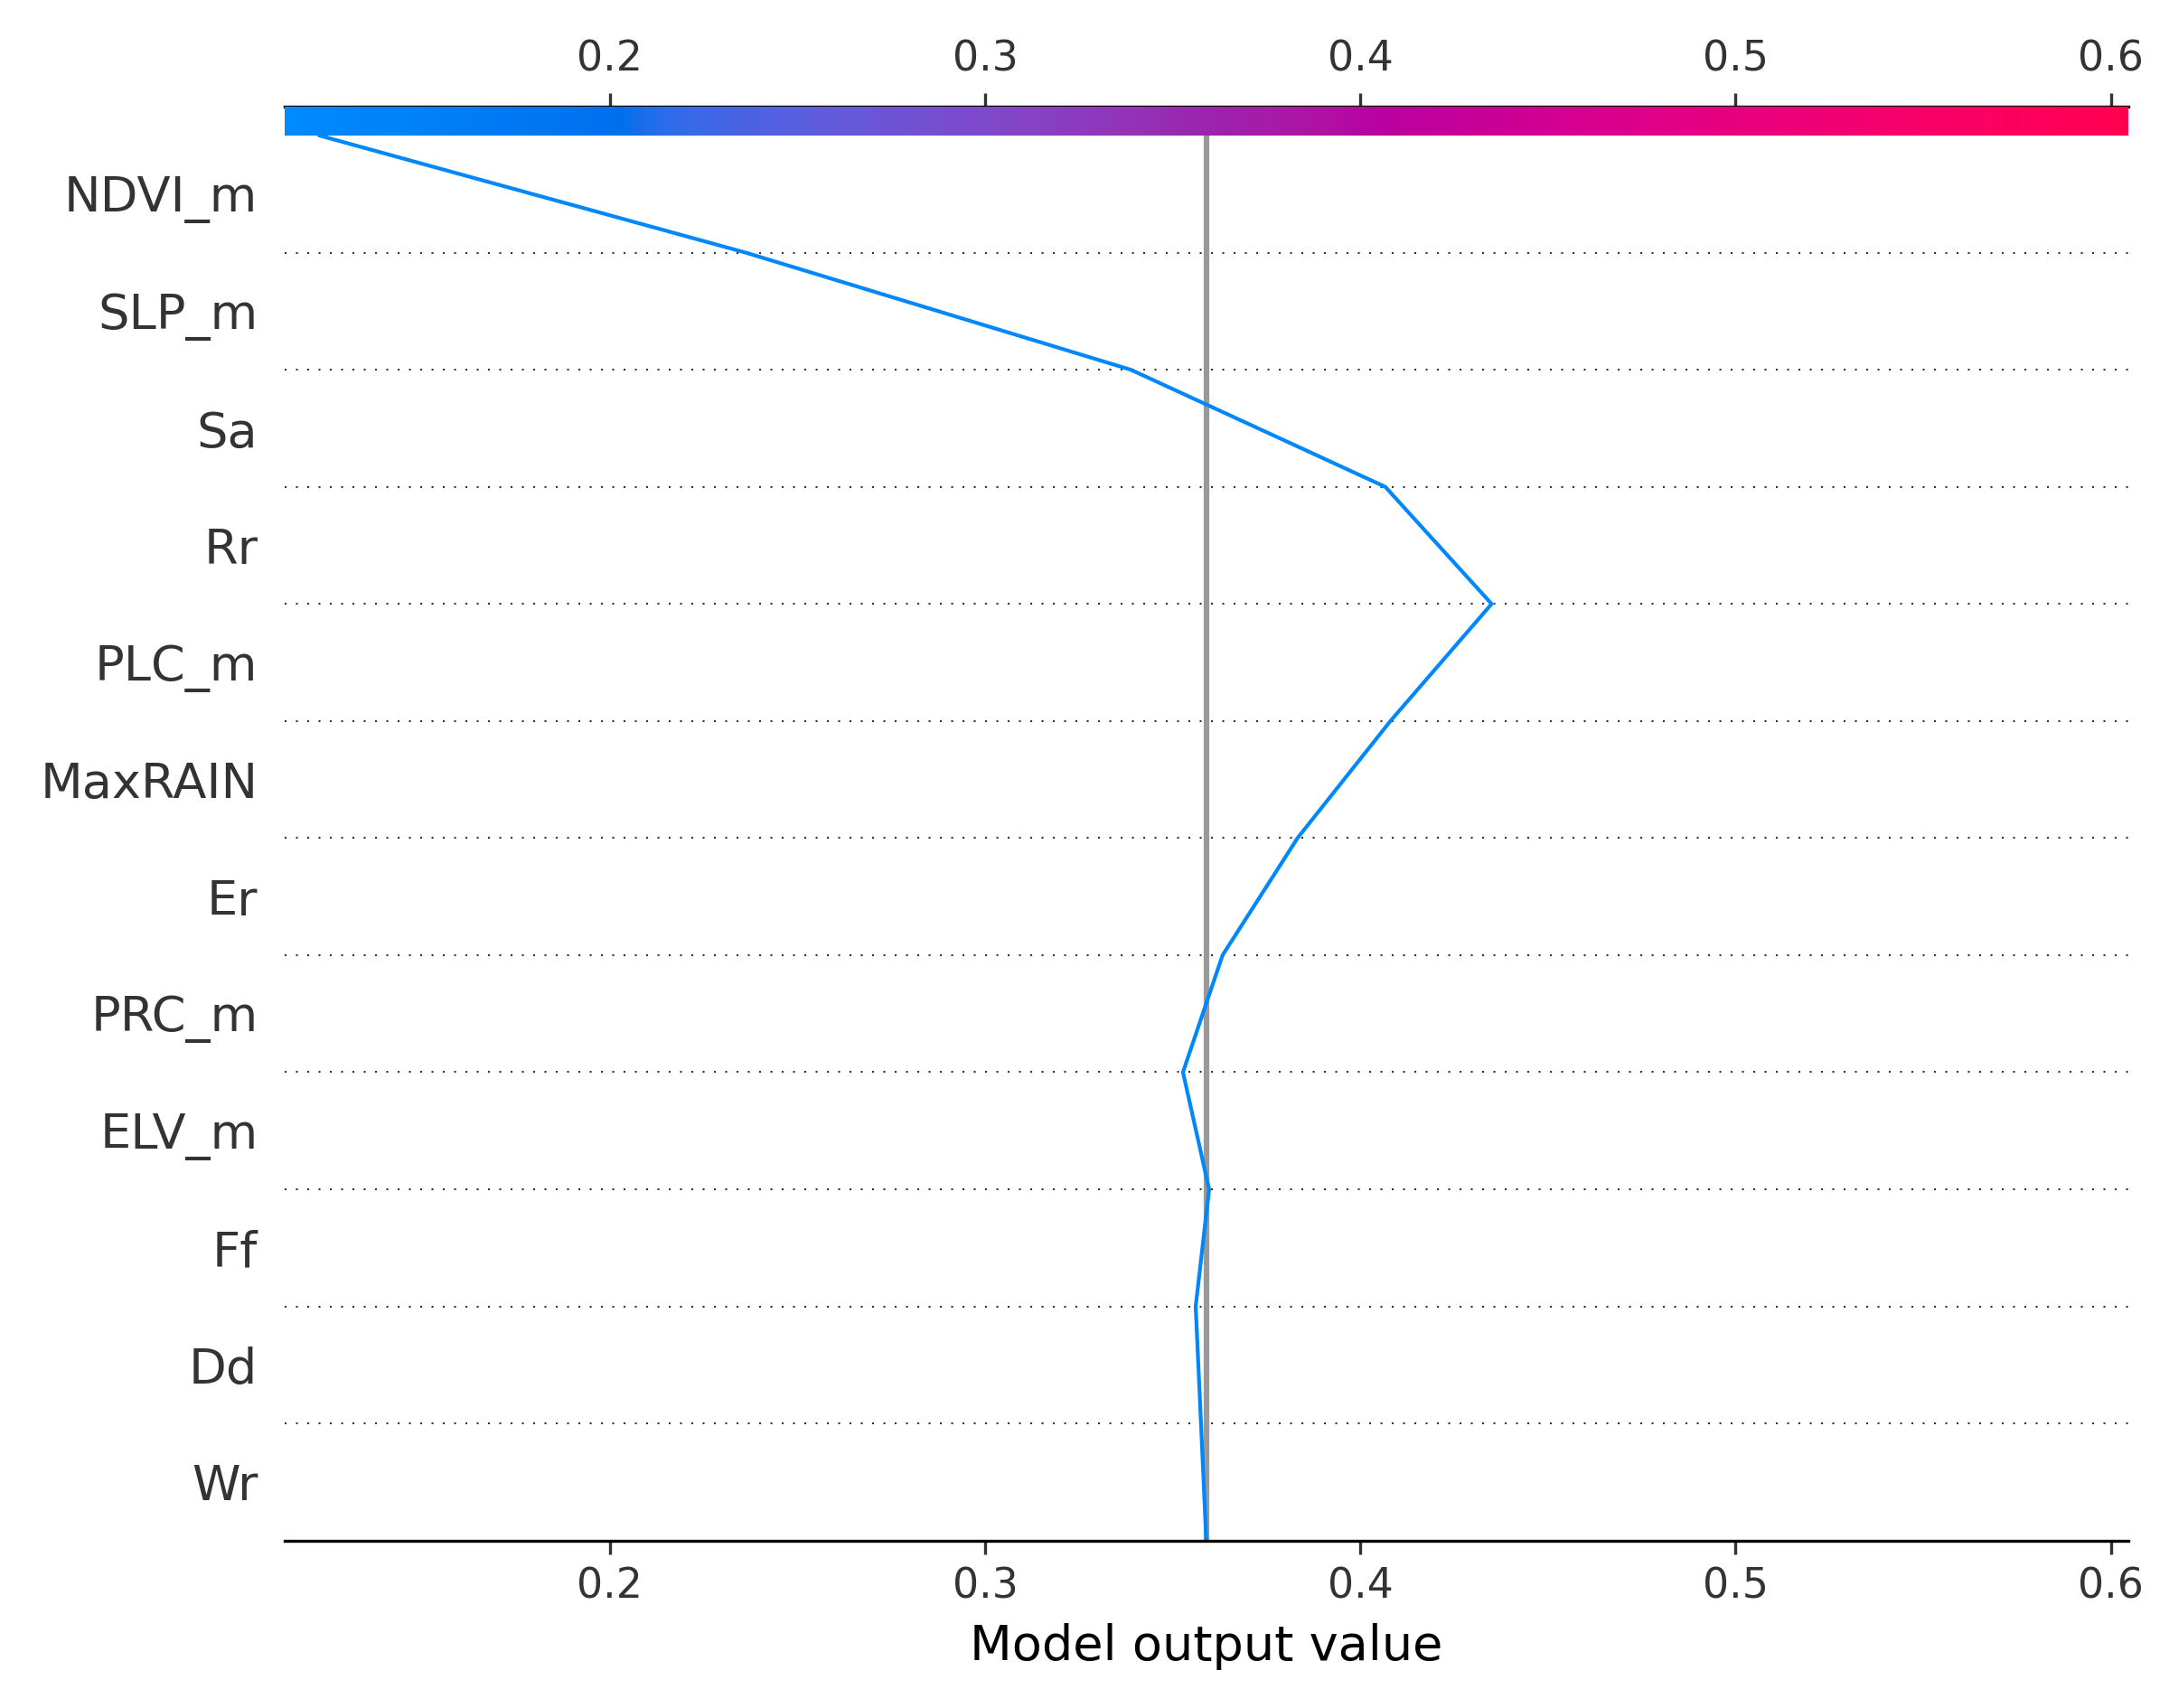 0.2 0.3 0.4 0.5 0.6
NDVI_m
SLP_m
Sa
Rr
PLC_m
MaxRAIN
Er
PRC_m
ELV_m
Ff
Dd
Wr
0.2 0.3 0.4 0.5 0.6
Model output value